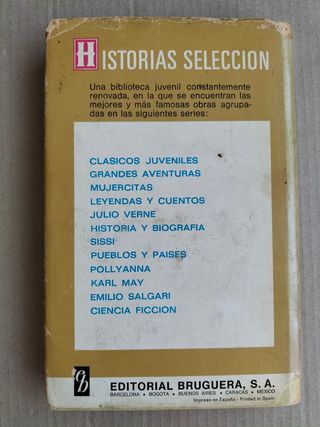 HISTORIAS SELECCION
Una biblioteca juvenil constantemente
renovada, en la que se encuentran las
mejores y más famosas obras agrupa-
das en las siguientes series:
CLASICOS JUVENILES
GRANDES AVENTURAS
MUJERCITAS
LEYENDAS Y CUENTOS
JULIO VERNE
HISTORIA Y BIOGRAFIA
SISSI
PUEBLOS Y PAISES
POLLYANNA
KARL MAY
EMILIO SALGARI
CIENCIA FICCION
EDITORIAL BRUGUERA, S. A.
BARCELONA • BOGOTA • BUENOS AIRES • CARACAS • MEXICO
Impreso en España - Printed in Spain